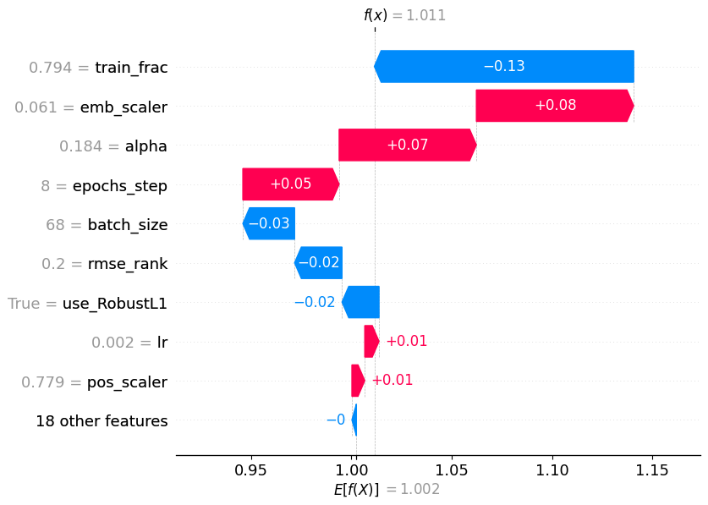 f(x) = 1.011
0.794 = train_frac −0.13
0.061 = emb_scaler +0.08
0.184 = alpha +0.07
8 = epochs_step +0.05
68 = batch_size −0.03
0.2 = rmse_rank −0.02
True = use_RobustL1 −0.02
0.002 = lr +0.01
0.779 = pos_scaler +0.01
18 other features −0
0.95 1.00 1.05 1.10 1.15
E[f(X)] = 1.002